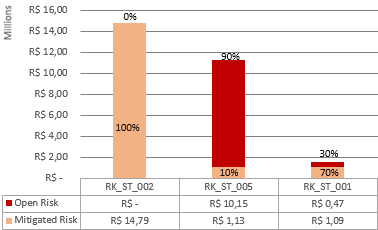 Millions
R$ 16,00
R$ 14,00
R$ 12,00
R$ 10,00
R$ 8,00
R$ 6,00
R$ 4,00
R$ 2,00
R$ -
0%
100%
90%
10%
30%
70%
RK_ST_002 RK_ST_005 RK_ST_001
Open Risk R$ - R$ 10,15 R$ 0,47
Mitigated Risk R$ 14,79 R$ 1,13 R$ 1,09